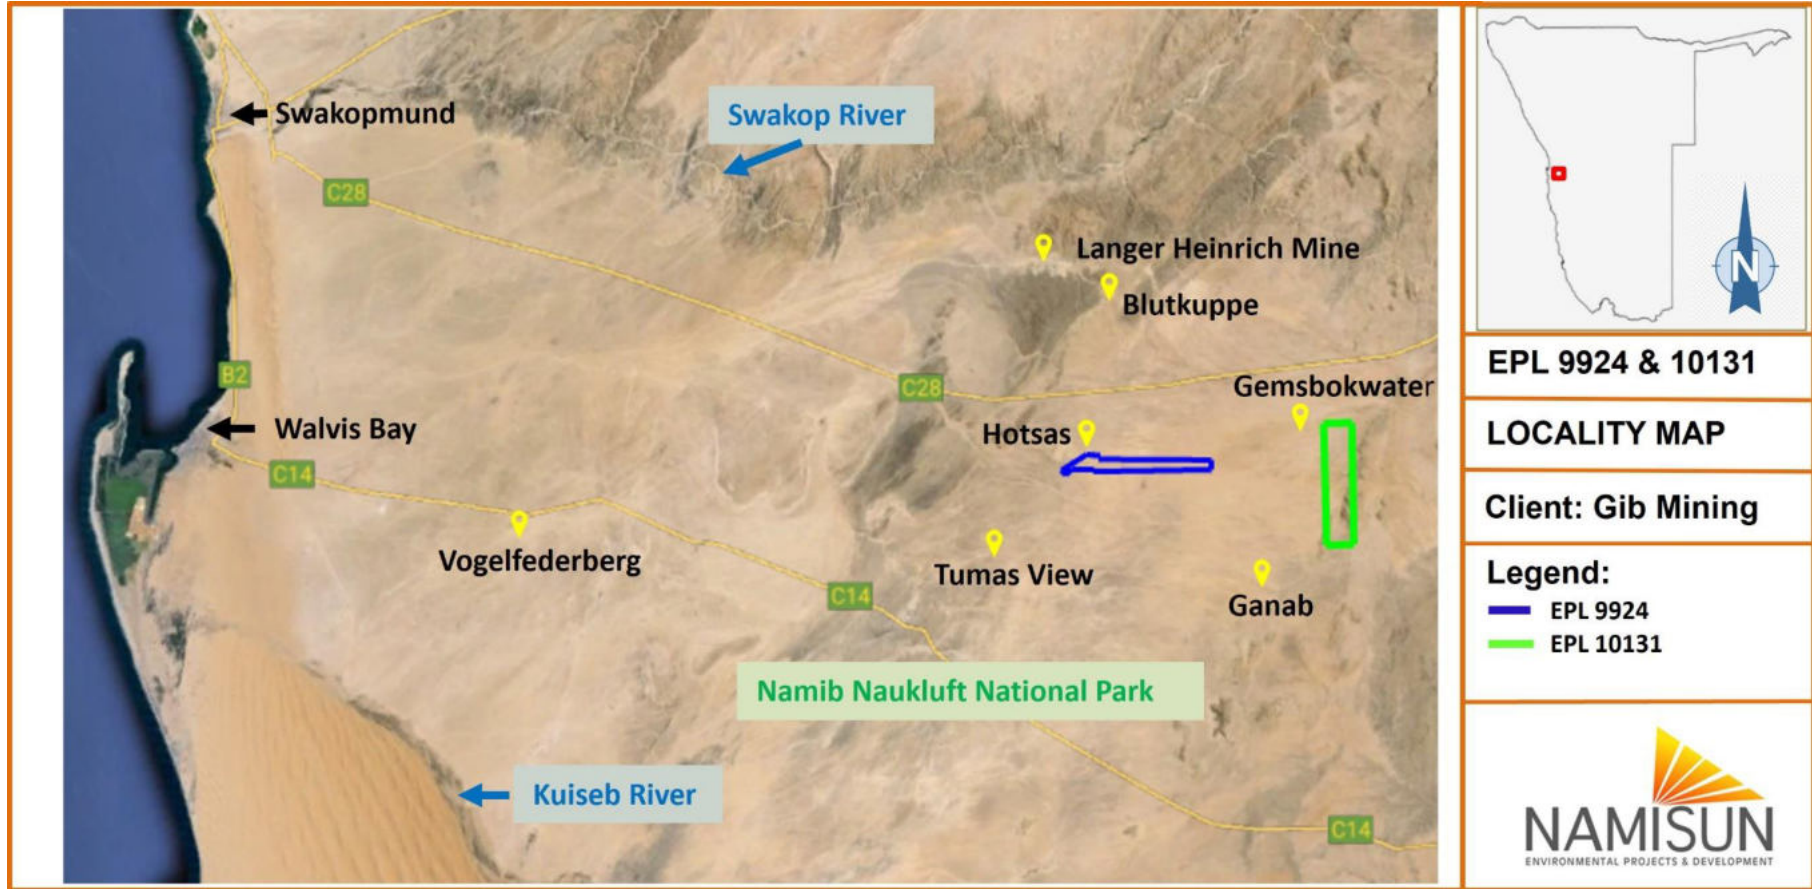 Swakopmund
Swakop River
C28
Langer Heinrich Mine
Blutkuppe
B2
C28
Gemsbokwater
Walvis Bay
Hotsas
C14
Vogelfederberg
Tumas View
Ganab
C14
Namib Naukluft National Park
Kuiseb River
C14
N
EPL 9924 & 10131
LOCALITY MAP
Client: Gib Mining
Legend:
EPL 9924
EPL 10131
NAMISUN
ENVIRONMENTAL PROJECTS & DEVELOPMENT